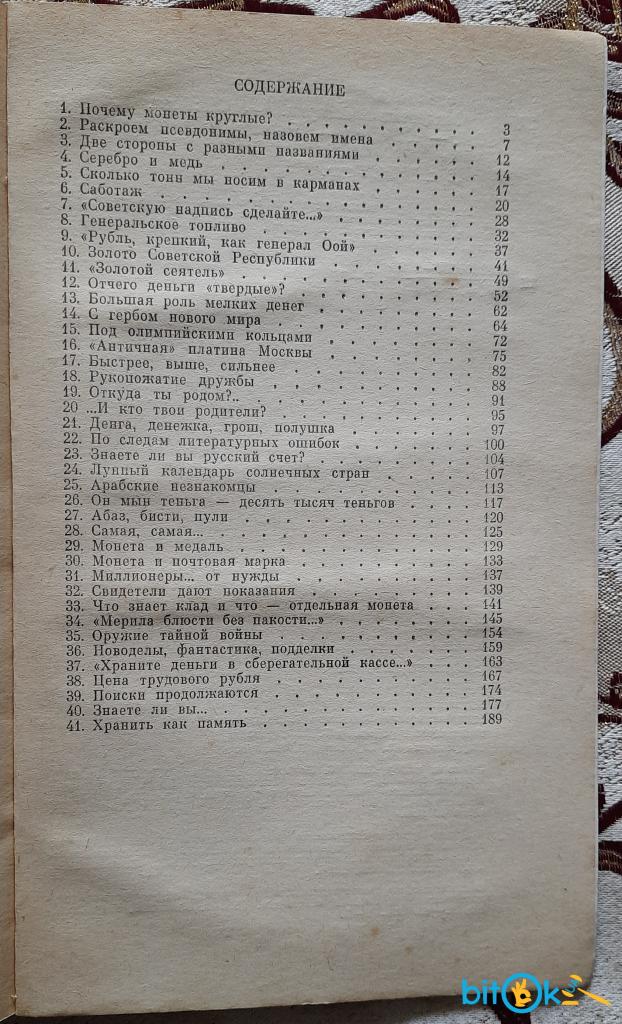 СОДЕРЖАНИЕ
1. Почему монеты круглые? . . . . . . . . . . . 3
2. Раскроем псевдонимы, назовем имена . . . . . . 7
3. Две стороны с разными названиями . . . . . . . 12
4. Серебро и медь . . . . . . . . . . . . . . 14
5. Сколько тонн мы носим в карманах . . . . . . . 17
6. Саботаж . . . . . . . . . . . . . . . . . 20
7. «Советскую надпись сделайте...» . . . . . . . . 28
8. Генеральское топливо . . . . . . . . . . . . 32
9. «Рубль, крепкий, как генерал Оой» . . . . . . . 37
10. Золото Советской Республики . . . . . . . . . 41
11. «Золотой сеятель» . . . . . . . . . . . . . 49
12. Отчего деньги «твердые»? . . . . . . . . . . 52
13. Большая роль мелких денег . . . . . . . . . . 62
14. С гербом нового мира . . . . . . . . . . . . 64
15. Под олимпийскими кольцами . . . . . . . . . 72
16. «Античная» платина Москвы . . . . . . . . . 75
17. Быстрее, выше, сильнее . . . . . . . . . . . 82
18. Рукопожатие дружбы . . . . . . . . . . . . 88
19. Откуда ты родом?.. . . . . . . . . . . . . 91
20 ...И кто твои родители? . . . . . . . . . . . 95
21. Денга, денежка, грош, полушка . . . . . . . . 97
22. По следам литературных ошибок . . . . . . . . 100
23. Знаете ли вы русский счет? . . . . . . . . . . 104
24. Лунный календарь солнечных стран . . . . . . . 107
25. Арабские незнакомцы . . . . . . . . . . . . 113
26. Он мын теньга — десять тысяч теньгов . . . . . 117
27. Абаз, бисти, пули . . . . . . . . . . . . . 120
28. Самая, самая... . . . . . . . . . . . . . . 125
29. Монета и медаль . . . . . . . . . . . . . . 129
30. Монета и почтовая марка . . . . . . . . . . 133
31. Миллионеры... от нужды . . . . . . . . . . . 137
32. Свидетели дают показания . . . . . . . . . . 139
33. Что знает клад и что — отдельная монета . . . . 141
34. «Мерила блюсти без пакости...» . . . . . . . . 145
35. Оружие тайной войны . . . . . . . . . . . . 154
36. Новоделы, фантастика, подделки . . . . . . . . 159
37. «Храните деньги в сберегательной кассе...» . . . 163
38. Цена трудового рубля . . . . . . . . . . . . 167
39. Поиски продолжаются . . . . . . . . . . . . 174
40. Знаете ли вы... . . . . . . . . . . . . . . 177
41. Хранить как память . . . . . . . . . . . . 189
bitOk